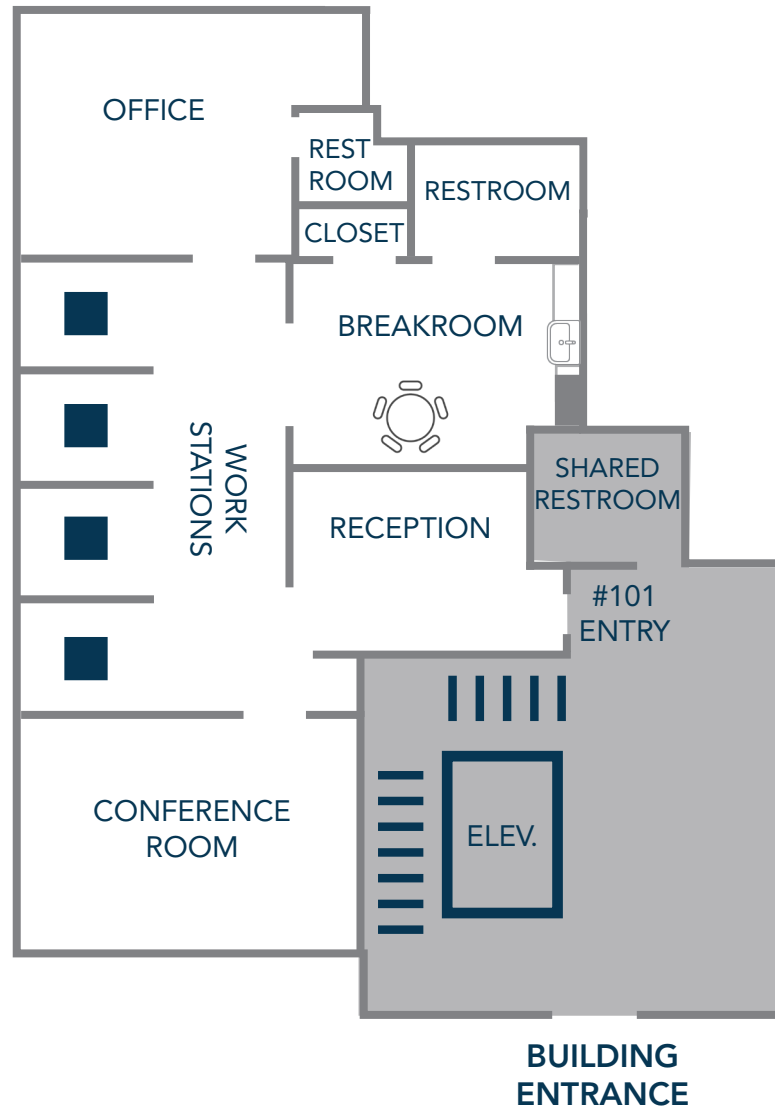 OFFICE
REST
ROOM
RESTROOM
CLOSET
BREAKROOM
WORK
STATIONS
SHARED
RESTROOM
RECEPTION
#101
ENTRY
CONFERENCE
ROOM
ELEV.
BUILDING
ENTRANCE